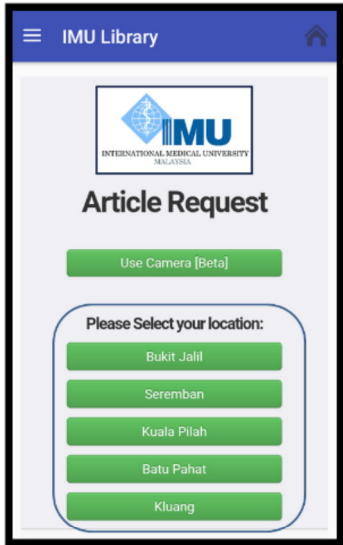 IMU Library
IMU
INTERNATIONAL MEDICAL UNIVERSITY
MALAYSIA
Article Request
Use Camera [Beta]
Please Select your location:
Bukit Jalil
Seremban
Kuala Pilah
Batu Pahat
Kluang